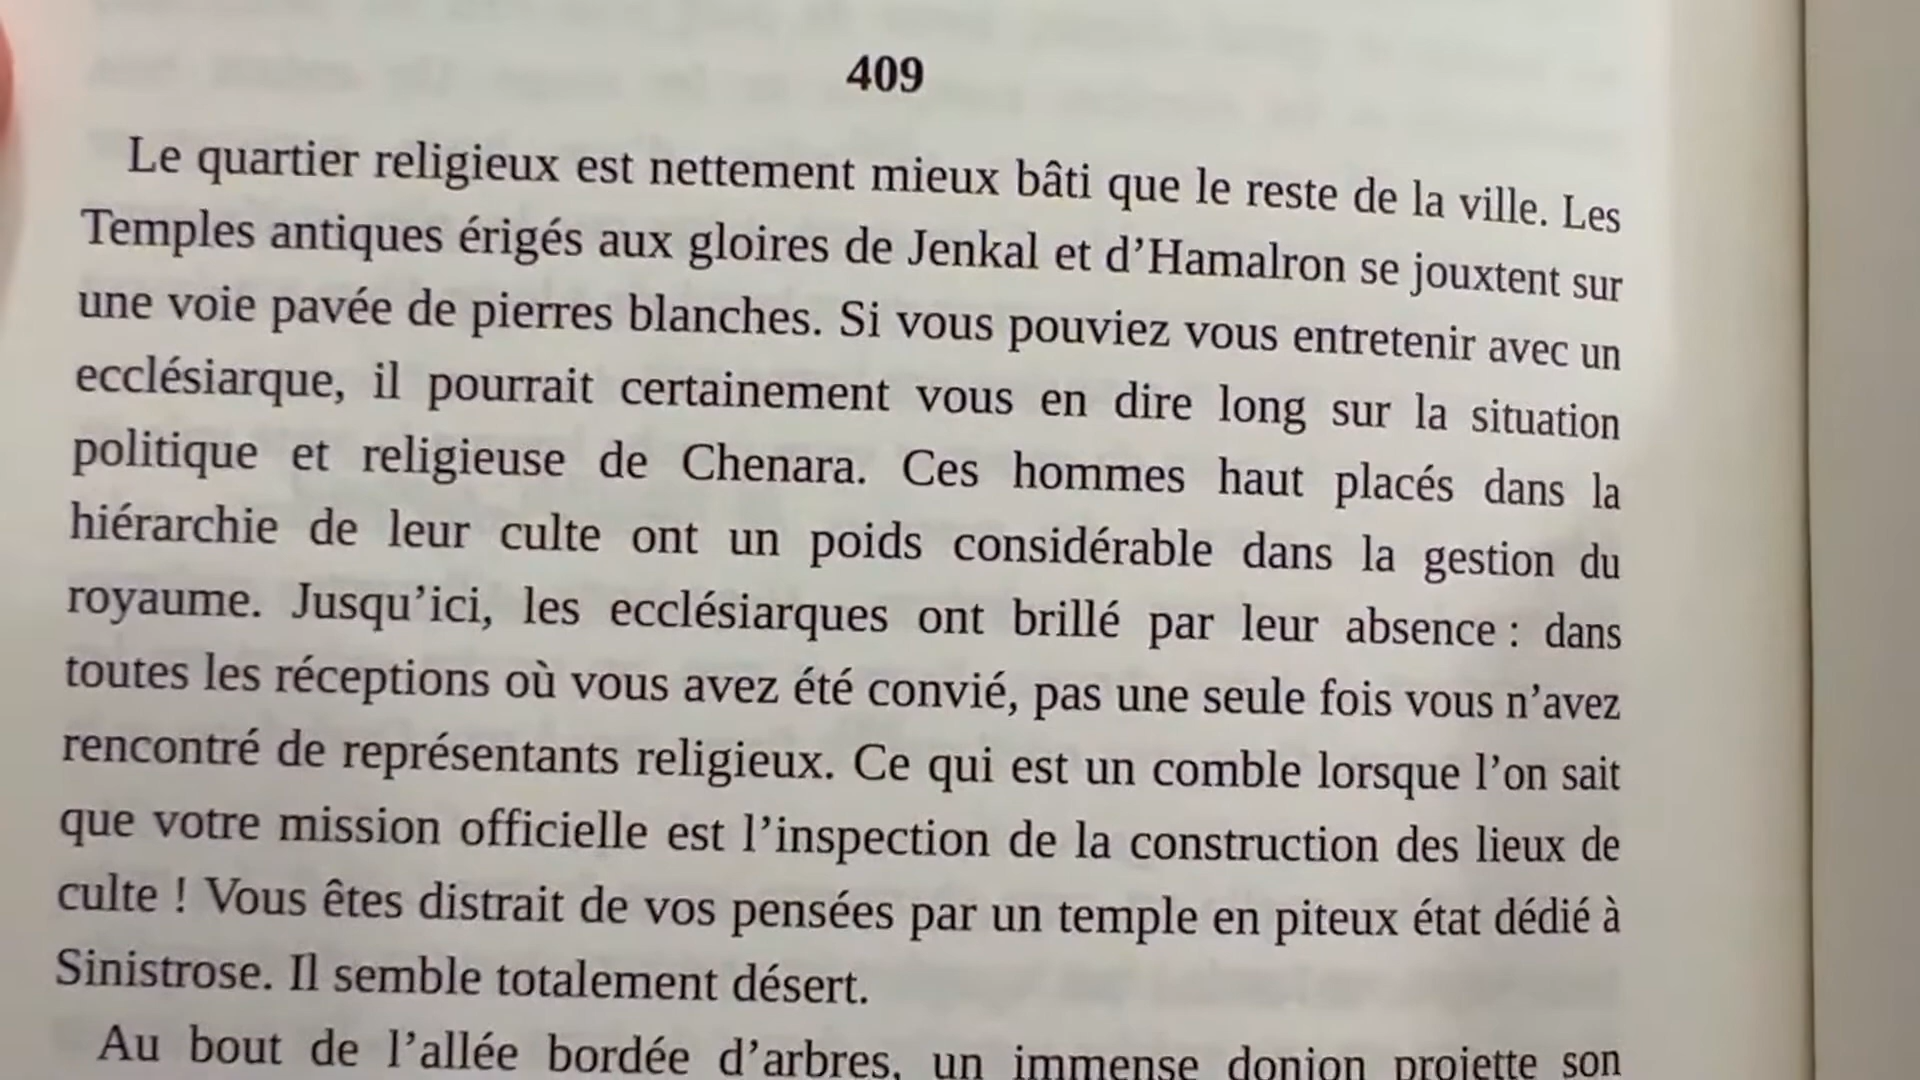 409
Le quartier religieux est nettement mieux bâti que le reste de la ville. Les
Temples antiques érigés aux gloires de Jenkal et d’Hamalron se jouxtent sur
une voie pavée de pierres blanches. Si vous pouviez vous entretenir avec un
ecclésiarque, il pourrait certainement vous en dire long sur la situation
politique et religieuse de Chenara. Ces hommes haut placés dans la
hiérarchie de leur culte ont un poids considérable dans la gestion du
royaume. Jusqu’ici, les ecclésiarques ont brillé par leur absence : dans
toutes les réceptions où vous avez été convié, pas une seule fois vous n’avez
rencontré de représentants religieux. Ce qui est un comble lorsque l’on sait
que votre mission officielle est l’inspection de la construction des lieux de
culte ! Vous êtes distrait de vos pensées par un temple en piteux état dédié à
Sinistrose. Il semble totalement désert.
Au bout de l’allée bordée d’arbres, un immense donjon projette son